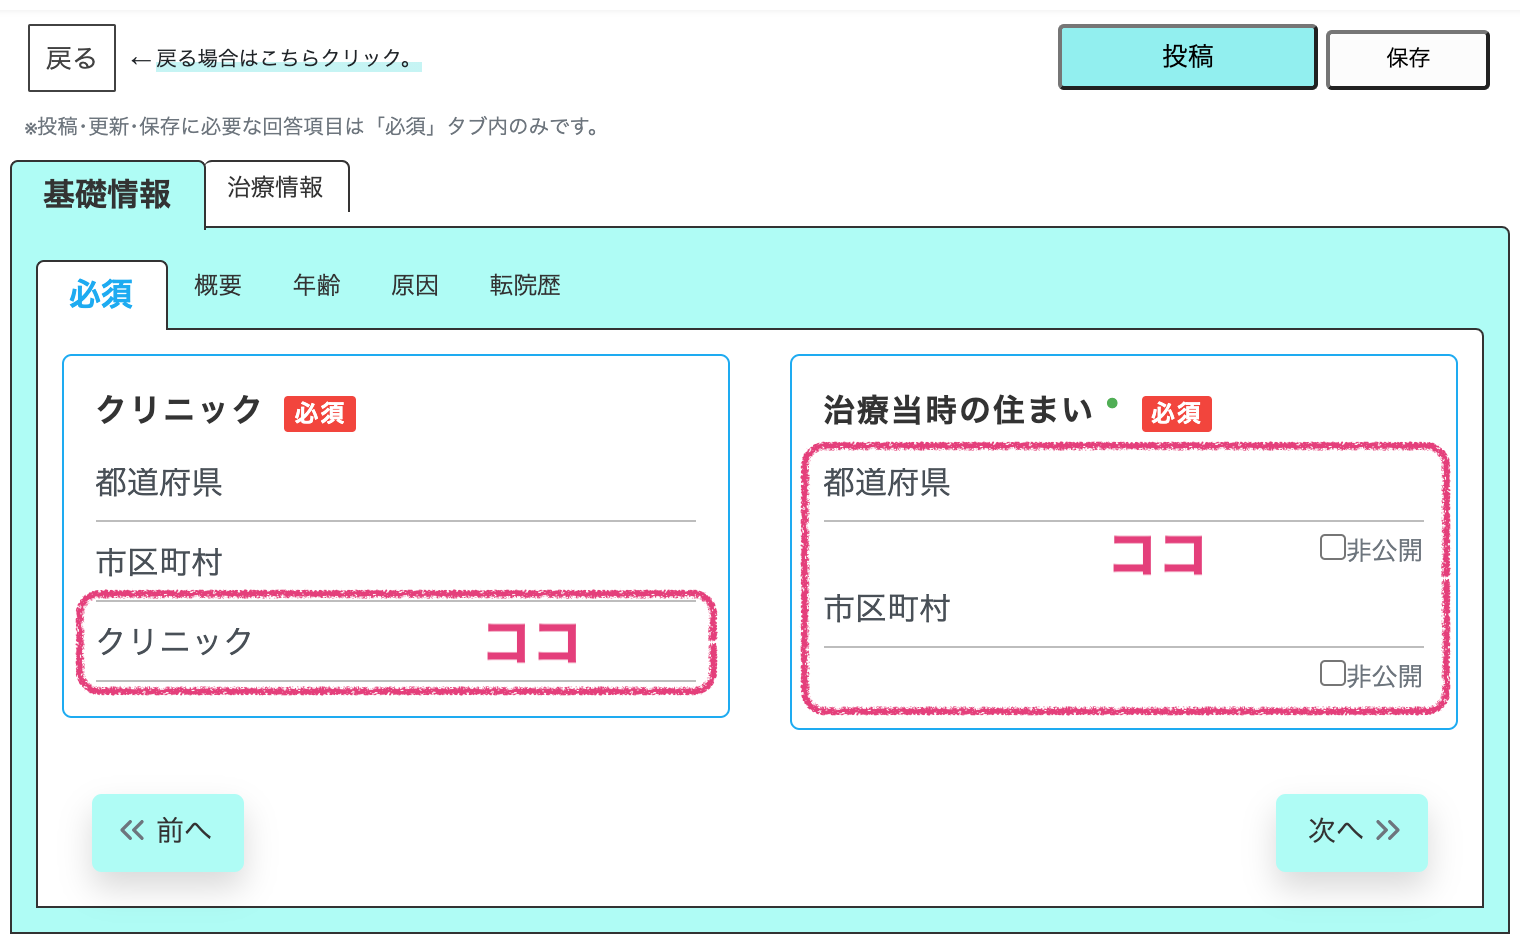 戻る ←戻る場合はこちらクリック。 投稿 保存
※投稿・更新・保存に必要な回答項目は「必須」タブ内のみです。
基礎情報 治療情報
必須 概要 年齢 原因 転院歴
クリニック 必須
都道府県
市区町村
クリニック ココ
治療当時の住まい 必須
都道府県
ココ 非公開
市区町村
非公開
前へ
次へ